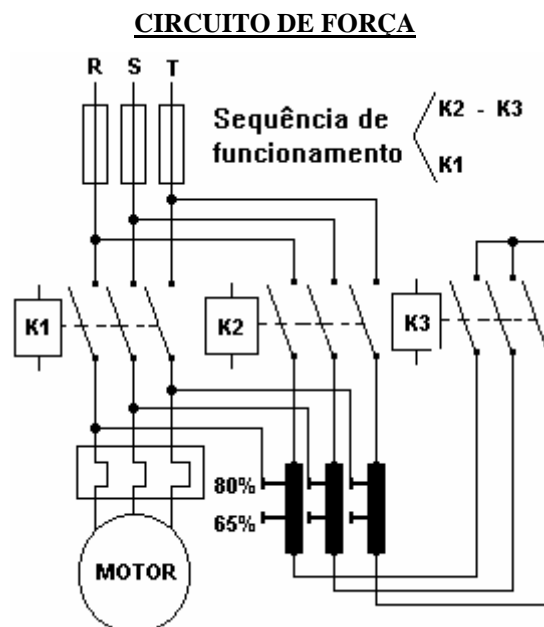 CIRCUITO DE FORÇA
R S T
Sequência de
funcionamento
K2 - K3
K1
K1
K2
K3
80%
65%
MOTOR